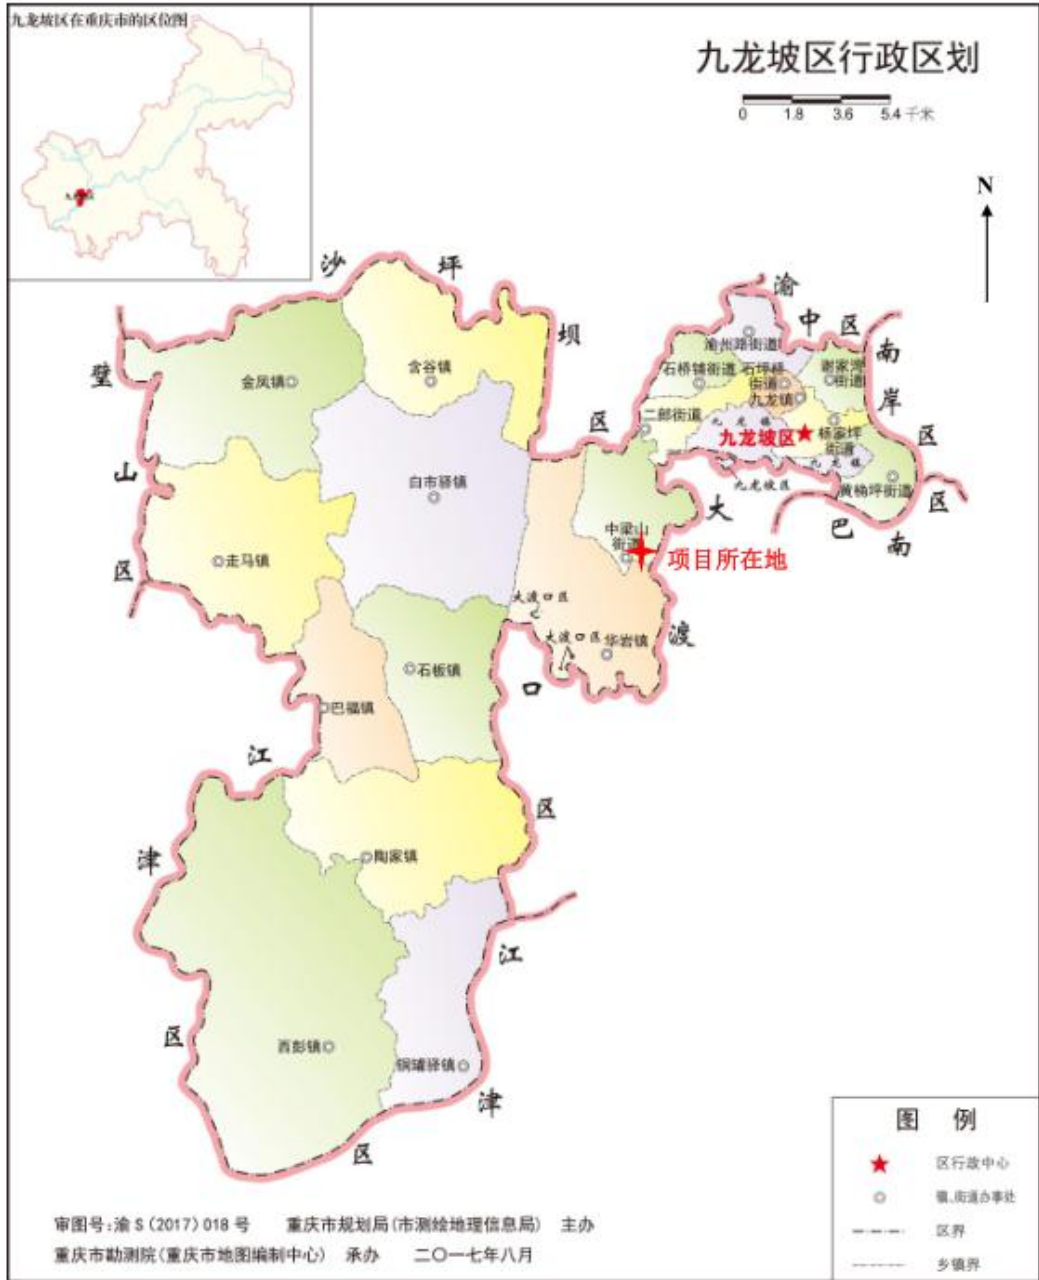 九龙坡区在重庆市的区位图
九龙坡区行政区划
0 1.8 3.6 5.4 千米
N
沙
坪
坝
区
渝
中
区
南
岸
区
璧
山
区
渝州路街道
石桥铺街道
石坪桥
街道
谢家湾
街道
九龙镇
二郎街道
九龙镇
九龙坡区
杨家坪
街道
九龙镇
九龙坡区
黄桷坪街道
巴
南
区
金凤镇
含谷镇
白市驿镇
走马镇
中梁山
街道
项目所在地
大
渡
口
区
大渡口区
大渡口区
华岩镇
石板镇
巴福镇
江
津
区
陶家镇
江
津
区
西彭镇
铜罐驿镇
图 例
区行政中心
镇、街道办事处
区界
乡镇界
审图号:渝 S (2017) 018 号 重庆市规划局(市测绘地理信息局) 主办
重庆市勘测院(重庆市地图编制中心) 承办 二〇一七年八月